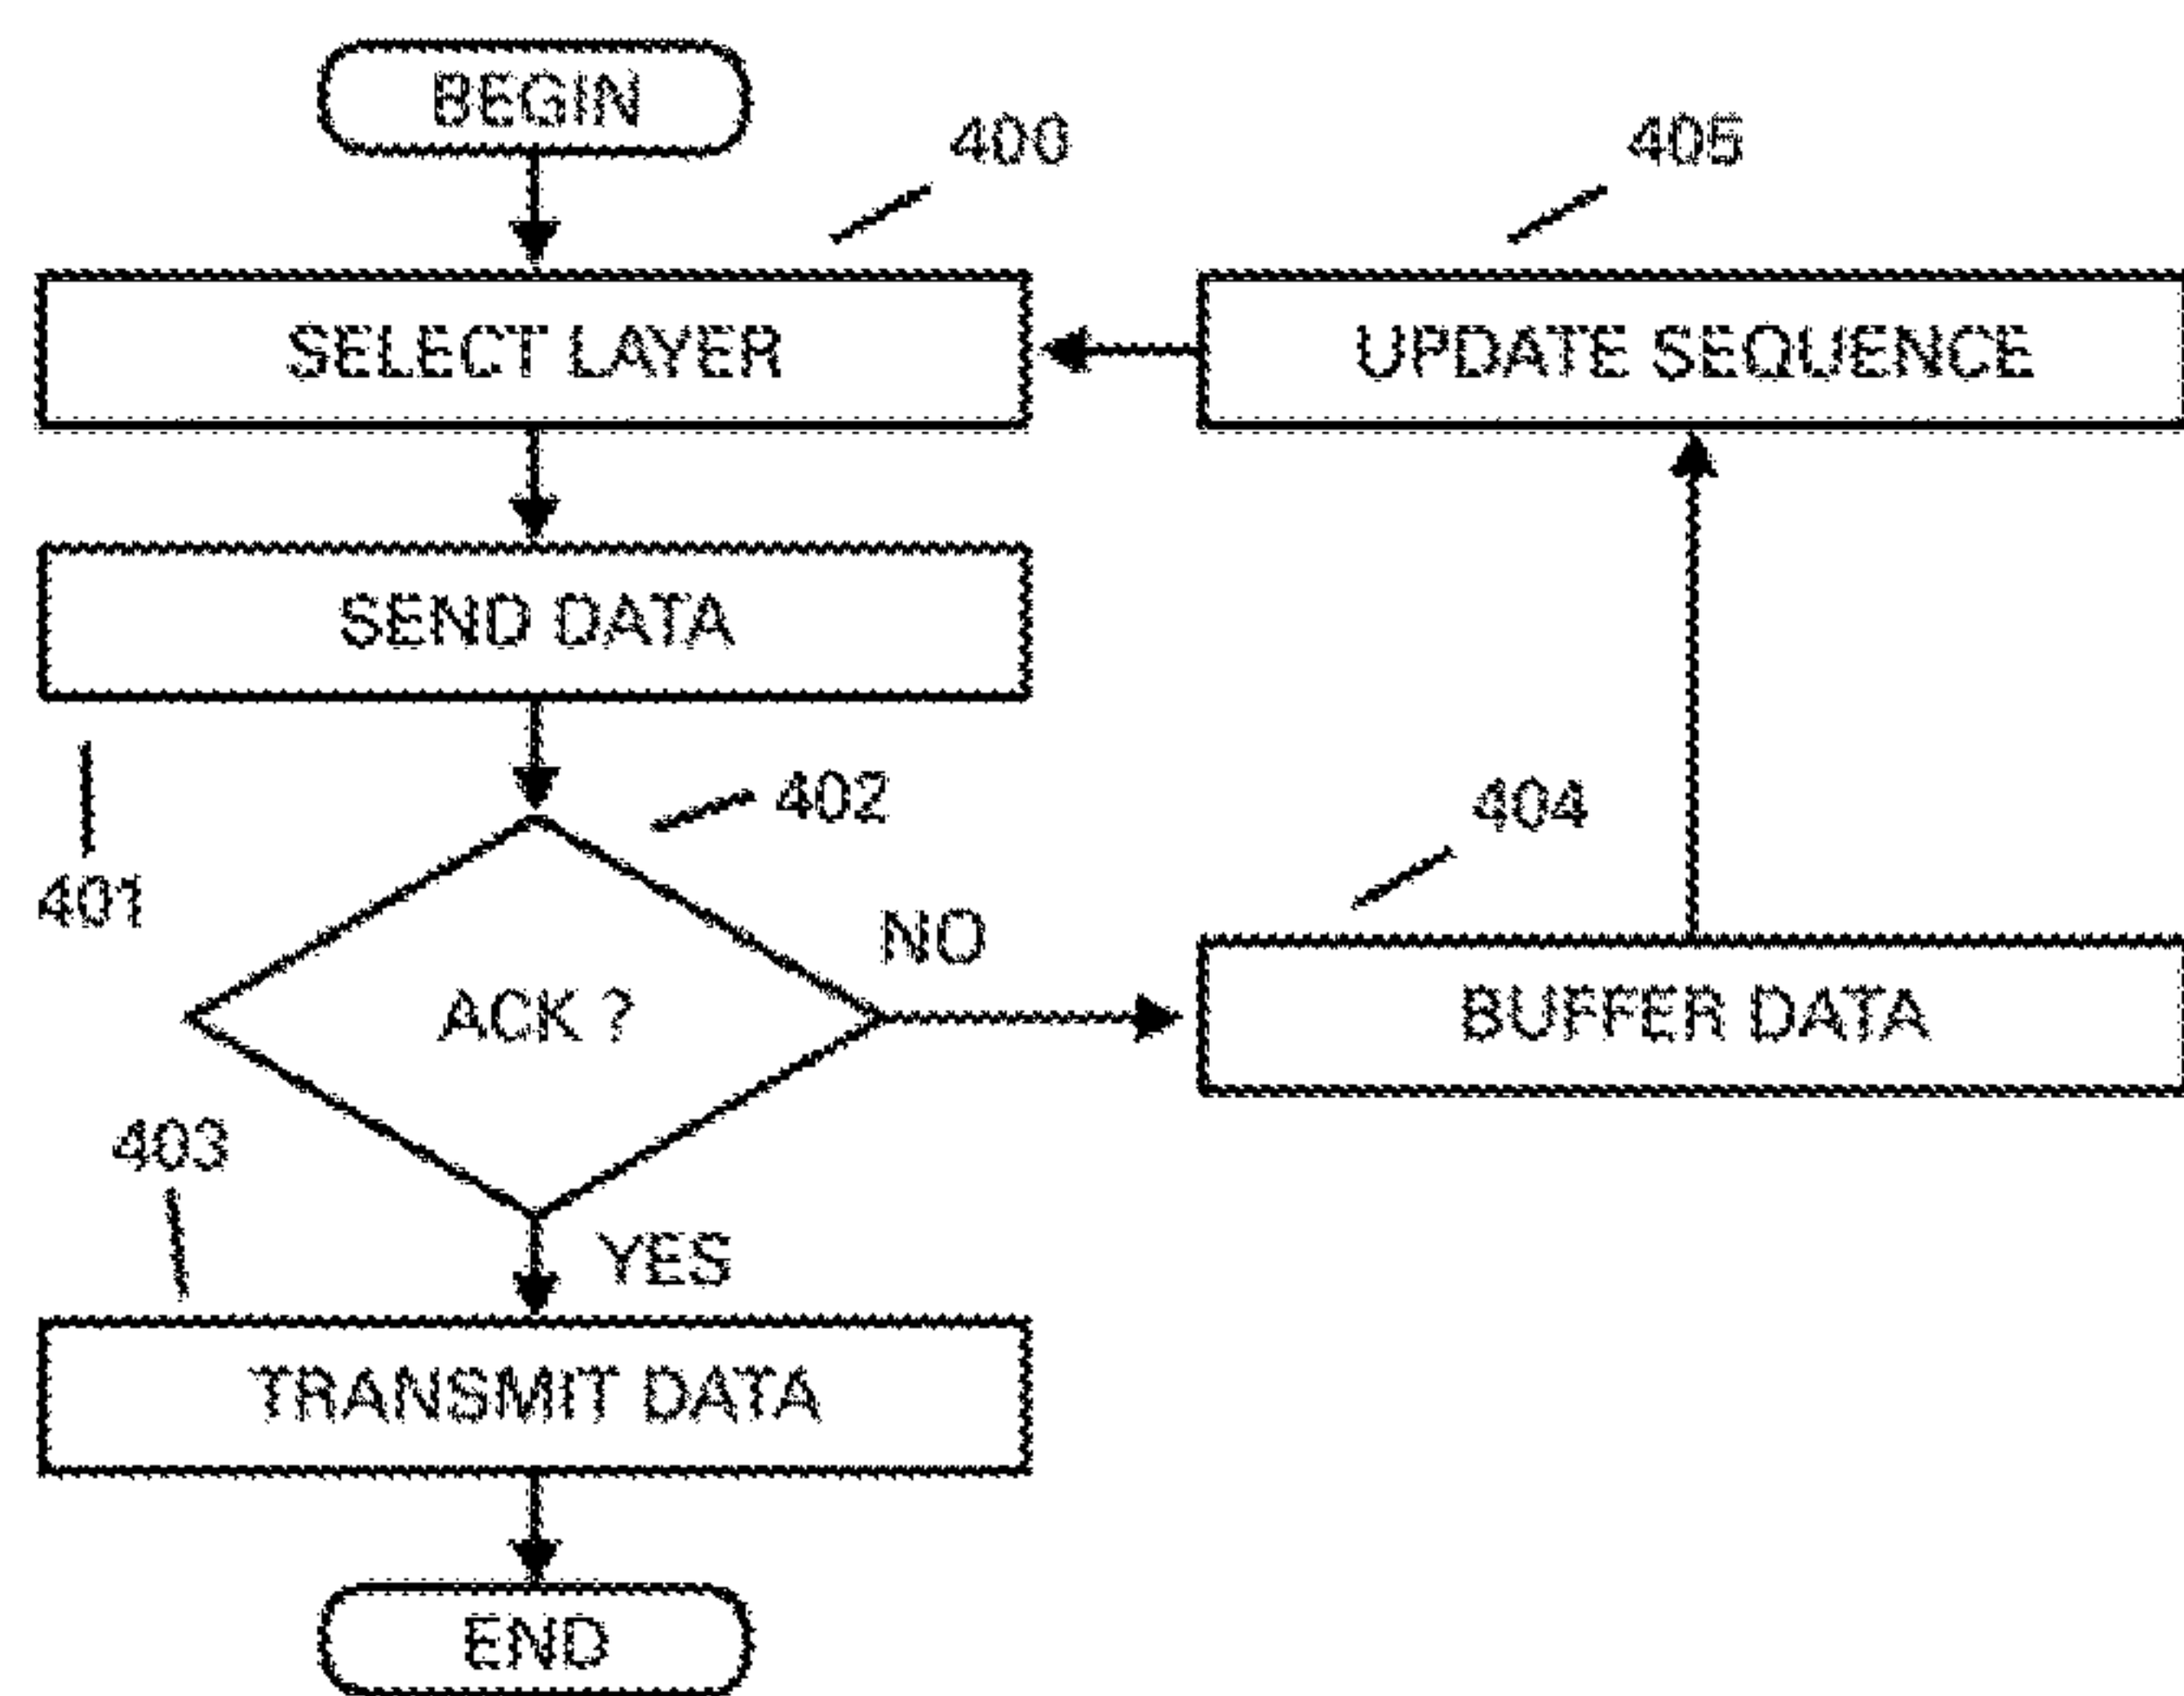 BEGIN
400
405
SELECT LAYER
UPDATE SEQUENCE
SEND DATA
401
402
404
NO
ACK ?
BUFFER DATA
403
YES
TRANSMIT DATA
END